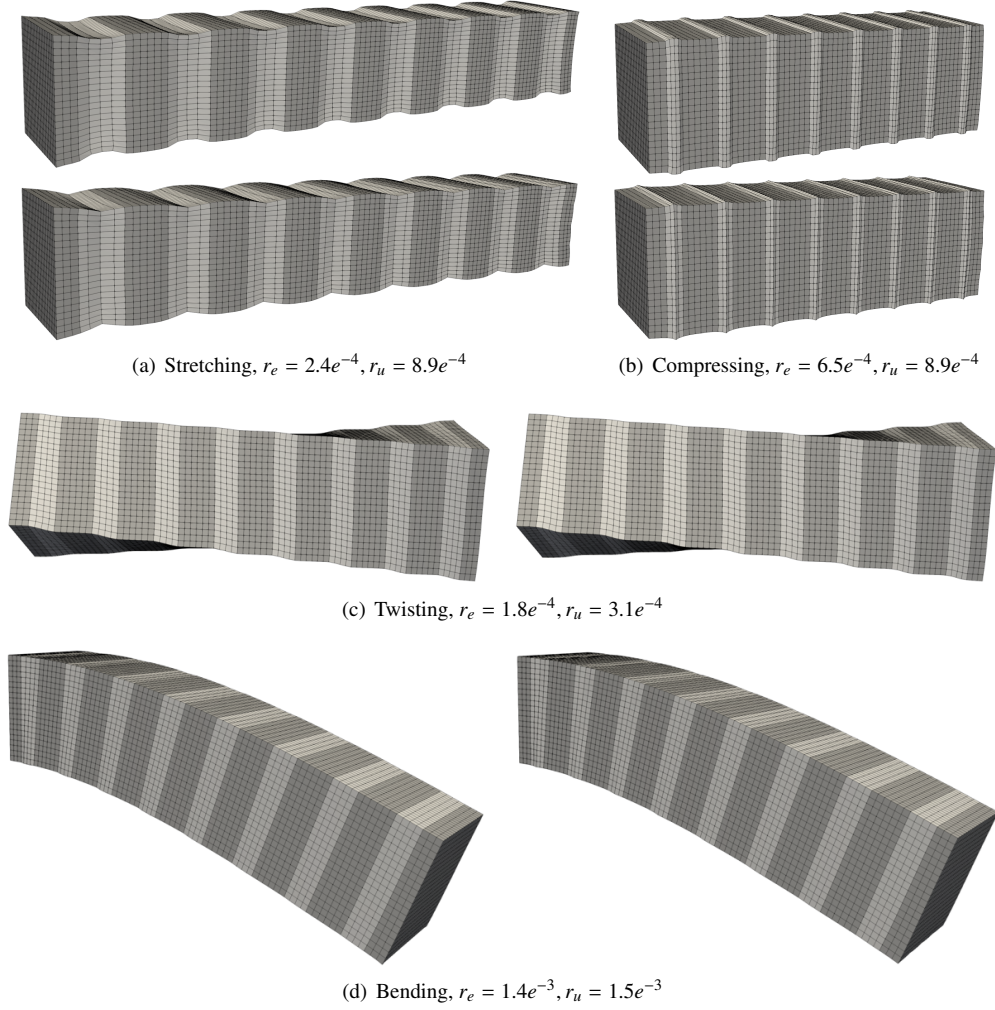 (a) Stretching, r_e = 2.4e^{-4}, r_u = 8.9e^{-4}
(b) Compressing, r_e = 6.5e^{-4}, r_u = 8.9e^{-4}
(c) Twisting, r_e = 1.8e^{-4}, r_u = 3.1e^{-4}
(d) Bending, r_e = 1.4e^{-3}, r_u = 1.5e^{-3}